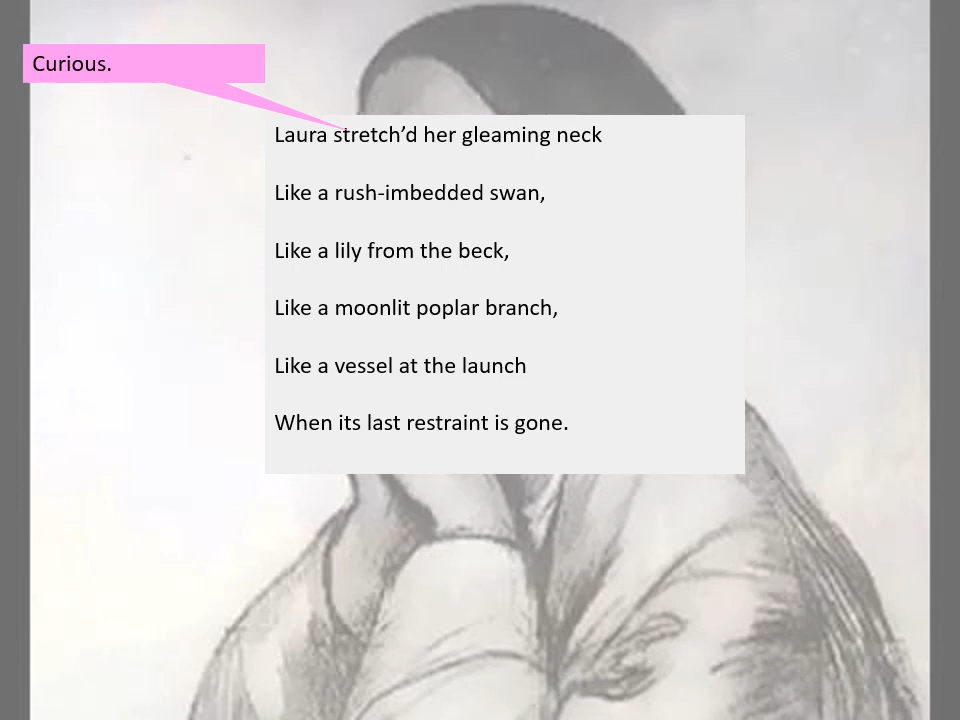 Curious.
Laura stretch’d her gleaming neck
Like a rush-imbedded swan,
Like a lily from the beck,
Like a moonlit poplar branch,
Like a vessel at the launch
When its last restraint is gone.